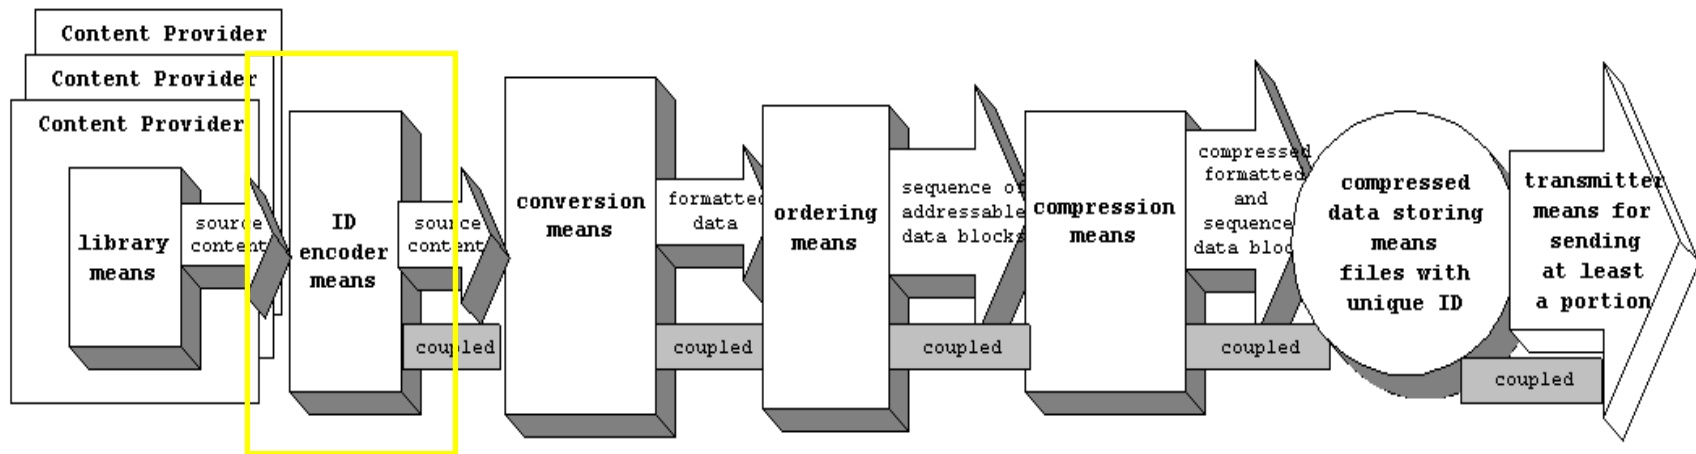 Content Provider
Content Provider
Content Provider
library
means
source
content
ID
encoder
means
source
content
coupled
conversion
means
formatted
data
coupled
ordering
means
sequence of
addressable
data blocks
coupled
compression
means
compressed
formatted
and
sequence
data bloc
coupled
compressed
data storing
means
files with
unique ID
transmitter
means for
sending
at least
a portion
coupled